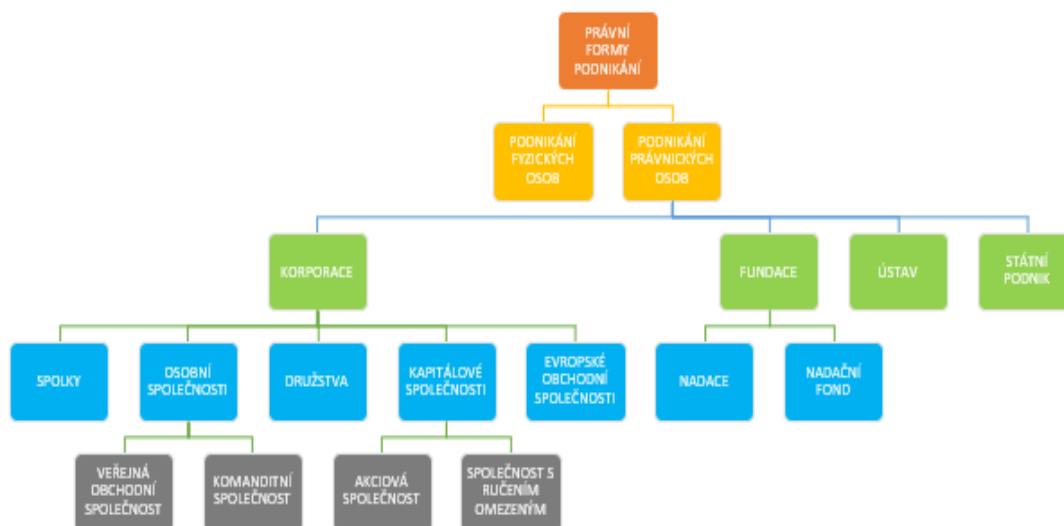 PRÁVNÍ
FORMY
PODNIKÁNÍ
PODNIKÁNÍ
FYZICKÝCH
OSOB
PODNIKÁNÍ
PRÁVNICKÝCH
OSOB
KORPORACE
FUNDACE
ÚSTAV
STÁTNÍ
PODNIK
SPOLKY
OSOBNÍ
SPOLEČNOSTI
DRUŽSTVA
KAPITÁLOVÉ
SPOLEČNOSTI
EVROPSKÉ
OBCHODNÍ
SPOLEČNOSTI
NADACE
NADAČNÍ
FOND
VEŘEJNÁ
OBCHODNÍ
SPOLEČNOST
KOMANDITNÍ
SPOLEČNOST
AKCIOVÁ
SPOLEČNOST
SPOLEČNOST S
RUČENÍM
OMEZENÝM